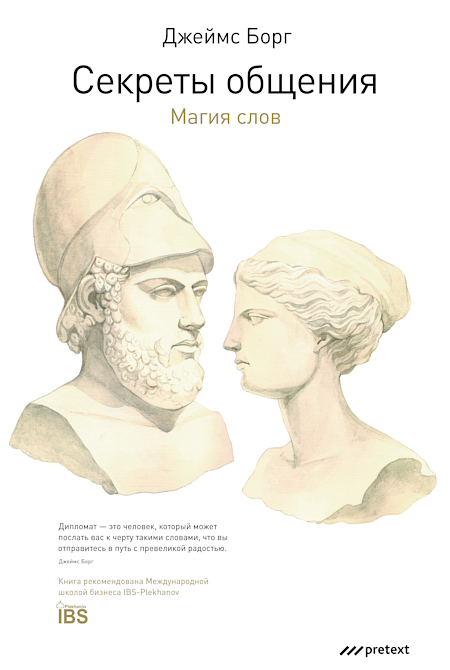 Джеймс Борг
Секреты общения
Магия слов
Дипломат — это человек, который может
послать вас к черту такими словами, что вы
отправитесь в путь с превеликой радостью.
Джеймс Борг
Книга рекомендована Международной
школой бизнеса IBS-Plekhanov
Plekhanov
IBS
pretext